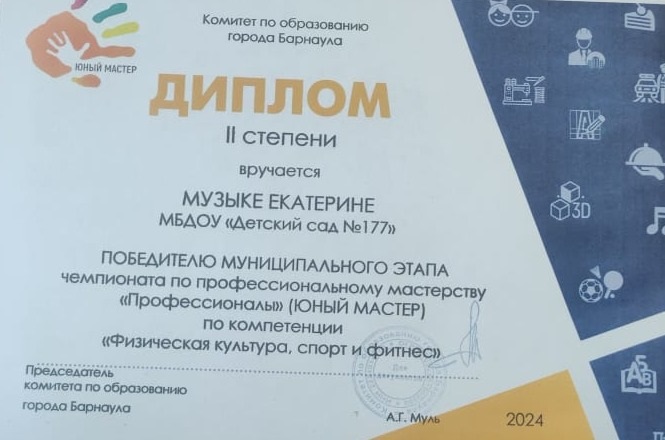 Комитет по образованию
города Барнаула
ЮНЫЙ МАСТЕР
ДИПЛОМ
II степени
вручается
МУЗЫКЕ ЕКАТЕРИНЕ
МБДОУ «Детский сад №177»
ПОБЕДИТЕЛЮ МУНИЦИПАЛЬНОГО ЭТАПА
чемпионата по профессиональному мастерству
«Профессионалы» (ЮНЫЙ МАСТЕР)
по компетенции
«Физическая культура, спорт и фитнес»
Председатель
комитета по образованию
города Барнаула
А.Г. Муль
2024
3D
АБВ